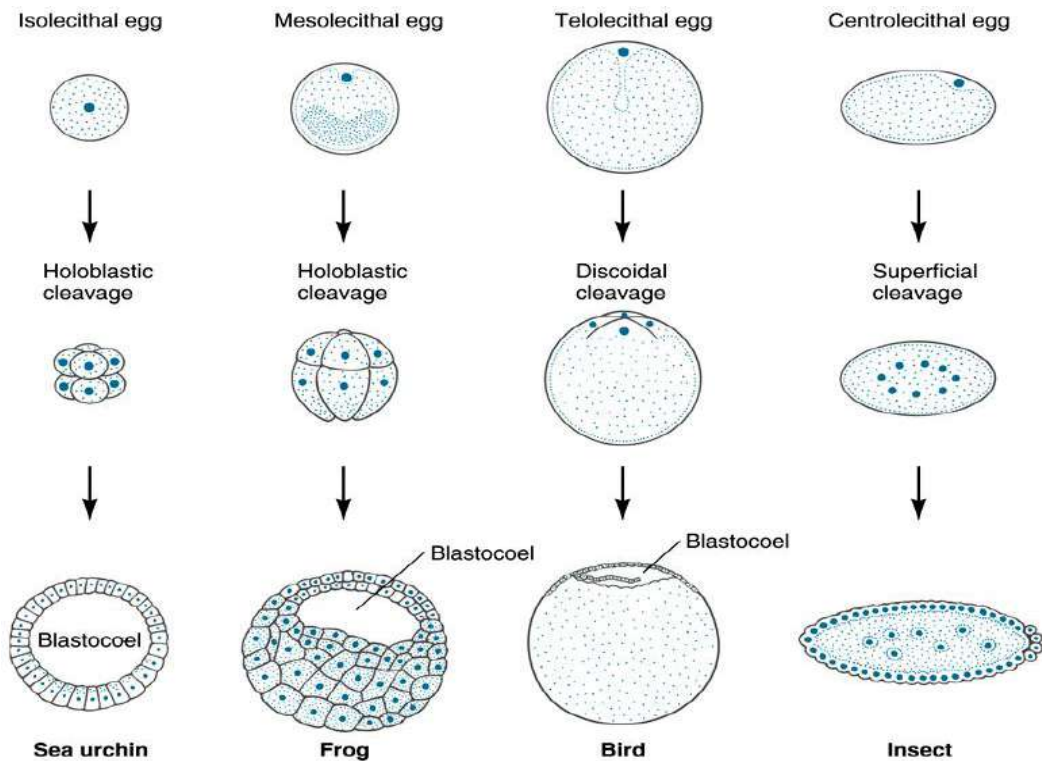 Isolecithal egg
Mesolecithal egg
Telolecithal egg
Centrolecithal egg
Holoblastic
cleavage
Holoblastic
cleavage
Discoidal
cleavage
Superficial
cleavage
Blastocoel
Blastocoel
Blastocoel
Sea urchin
Frog
Bird
Insect